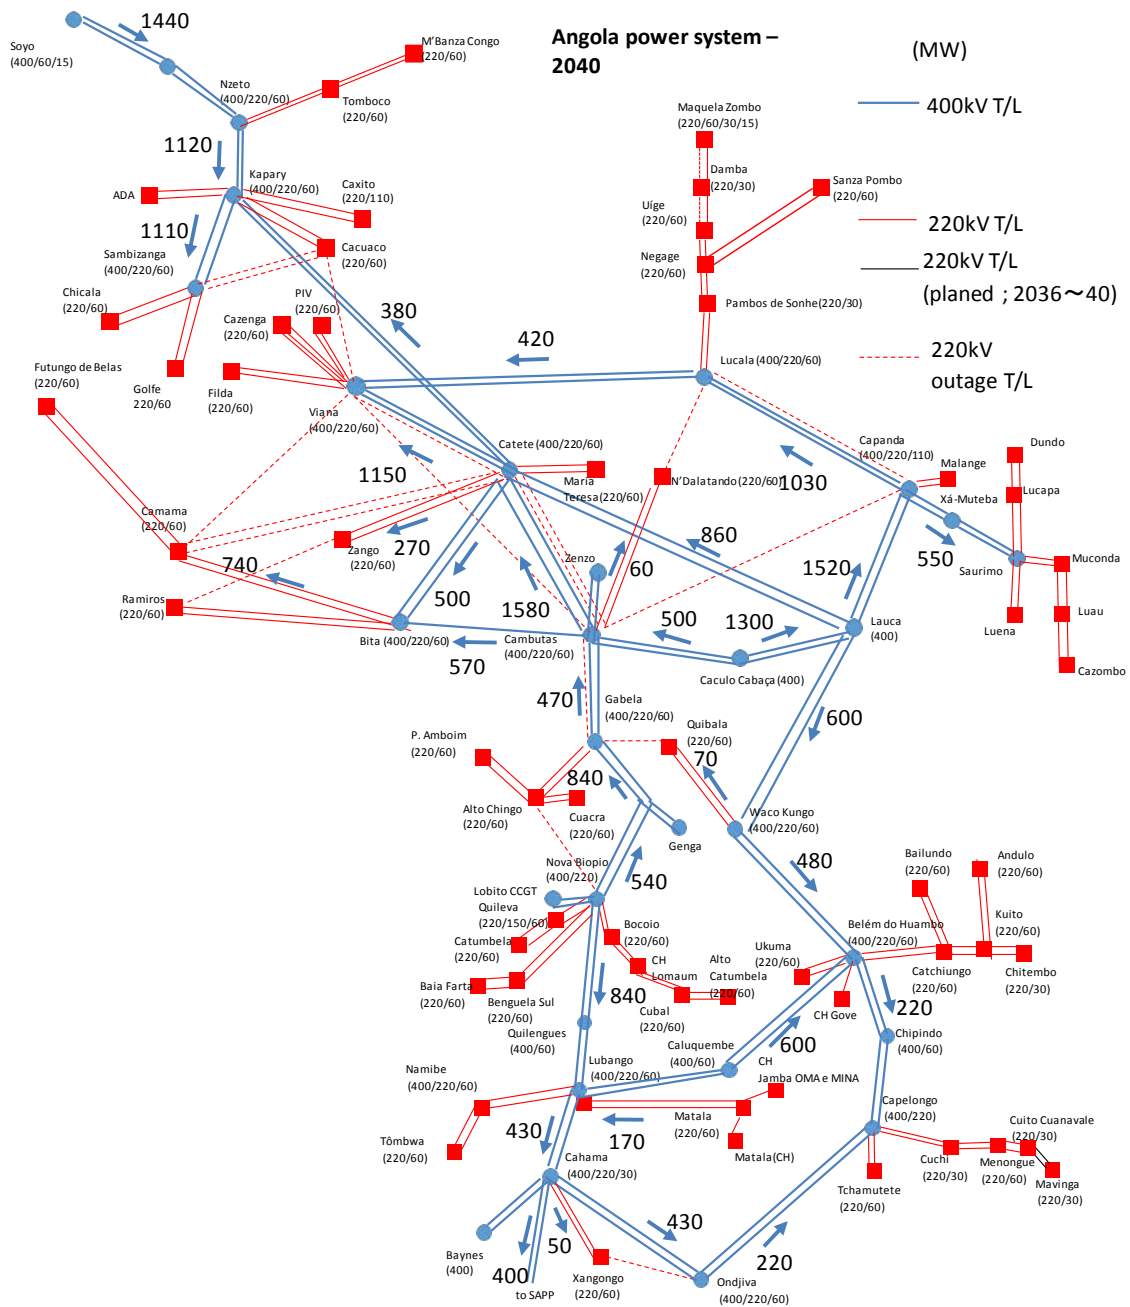 Angola power system –
2040
(MW)
400kV T/L
220kV T/L
220kV T/L
(planed ; 2036～40)
220kV
outage T/L
1440
Soyo
(400/60/15)
Nzeto
(400/220/60)
M'Banza Congo
(220/60)
Tomboco
(220/60)
1120
Kapary
(400/220/60)
ADA
Caxito
(220/110)
1110
Sambizanga
(400/220/60)
Cacuaco
(220/60)
Chicala
(220/60)
PIV
(220/60)
Cazenga
(220/60)
380
420
Maquela Zombo
(220/60/30/15)
Damba
(220/30)
Uíge
(220/60)
Sanza Pombo
(220/60)
Negage
(220/60)
Pambos de Sonhe(220/30)
Lucala (400/220/60)
Futungo de Belas
(220/60)
Golfe
220/60
Filda
(220/60)
Viana
(400/220/60)
Catete (400/220/60)
1150
Maria
Teresa(220/60)
N'Dalatando (220/60)
1030
Capanda
(400/220/110)
Malange
Dundo
Lucapa
Xá-Muteba
550
Saurimo
Muconda
Luau
Luena
Cazombo
Camama
(220/60)
Zango
(220/60)
270
740
Ramiros
(220/60)
500
1580
Zenzo
60
860
1520
Bita (400/220/60)
570
Cambutas
(400/220/60)
500
1300
Lauca
(400)
Caculo Cabaça (400)
470
Gabela
(400/220/60)
600
P. Amboim
(220/60)
840
Quibala
(220/60)
70
Alto Chingo
(220/60)
Cuacra
(220/60)
Genga
Waco Kungo
(400/220/60)
Nova Biopio
(400/220)
540
480
Bailundo
(220/60)
Andulo
(220/60)
Lobito CCGT
Quileva
(220/150/60)
Catumbela
(220/60)
Bocoio
(220/60)
CH
Lomaum
Alto
Catumbela
(220/60)
Cubal
(220/60)
Ukuma
(220/60)
Belém do Huambo
(400/220/60)
Kuito
(220/60)
Catchiungo
(220/60)
Chitembo
(220/30)
Baia Farta
(220/60)
Benguela Sul
(220/60)
840
CH Gove
220
Quilengues
(400/60)
Chipindo
(400/60)
Caluquembe
(400/60)
600
Lubango
(400/220/60)
Namibe
(400/220/60)
CH
Jamba OMA e MINA
Matala
(220/60)
170
Matala(CH)
Capelongo
(400/220)
Cuito Cuanavale
(220/30)
Tômbwa
(220/60)
430
Cahama
(400/220/30)
Cuchi
(220/30)
Menongue
(220/60)
Mavinga
(220/30)
Tchamutete
(220/60)
430
220
Baynes
(400)
50
400
to SAPP
Xangongo
(220/60)
Ondjiva
(400/220/60)